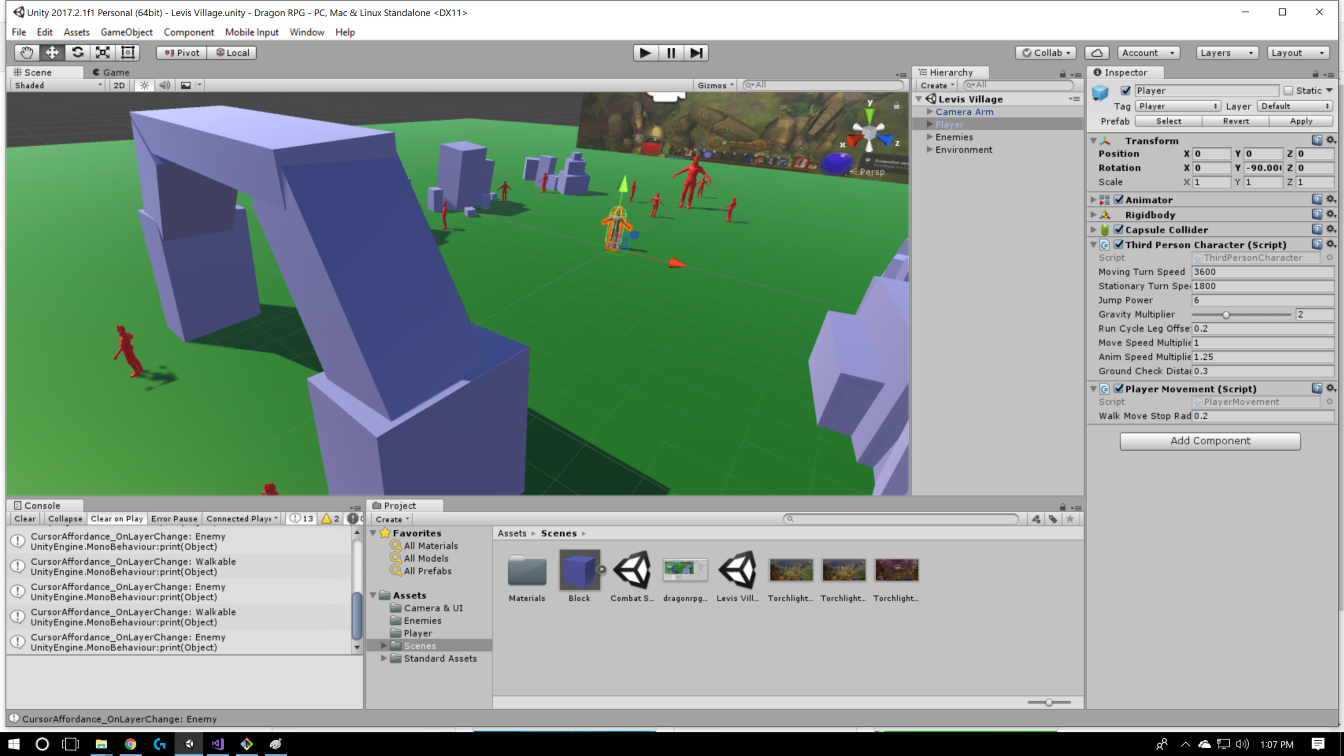 Unity 2017.2.1f1 Personal (64bit) - Levis Village.unity - Dragon RPG - PC, Mac & Linux Standalone <DX11>
File Edit Assets GameObject Component Mobile Input Window Help
Pivot Local Collab Account Layers Layout
Scene Game
Shaded 2D Gizmos All
y
x z
Persp
Hierarchy
Create All
Levis Village
Camera Arm
Player
Enemies
Environment
Inspector
Player Static
Tag Player Layer Default
Prefab Select Revert Apply
Transform
Position X 0 Y 0 Z 0
Rotation X 0 Y -90.00 Z 0
Scale X 1 Y 1 Z 1
Animator
Rigidbody
Capsule Collider
Third Person Character (Script)
Script ThirdPersonCharacter
Moving Turn Speed 3600
Stationary Turn Spe 1800
Jump Power 6
Gravity Multiplier 2
Run Cycle Leg Offse 0.2
Move Speed Multiplie 1
Anim Speed Multiplie 1.25
Ground Check Distan 0.3
Player Movement (Script)
Script PlayerMovement
Walk Move Stop Rad 0.2
Add Component
Console
Clear Collapse Clear on Play Error Pause Connected Playe 13 2 0
CursorAffordance_OnLayerChange: Enemy
UnityEngine.MonoBehaviour:print(Object)
CursorAffordance_OnLayerChange: Walkable
UnityEngine.MonoBehaviour:print(Object)
CursorAffordance_OnLayerChange: Enemy
UnityEngine.MonoBehaviour:print(Object)
CursorAffordance_OnLayerChange: Walkable
UnityEngine.MonoBehaviour:print(Object)
CursorAffordance_OnLayerChange: Enemy
UnityEngine.MonoBehaviour:print(Object)
Project
Create
Favorites
All Materials
All Models
All Prefabs
Assets
Camera & UI
Enemies
Player
Scenes
Standard Assets
Assets Scenes
Materials Block Combat S... dragonrpg... Levis Vill... Torchlight... Torchlight... Torchlight...
CursorAffordance_OnLayerChange: Enemy
1:07 PM